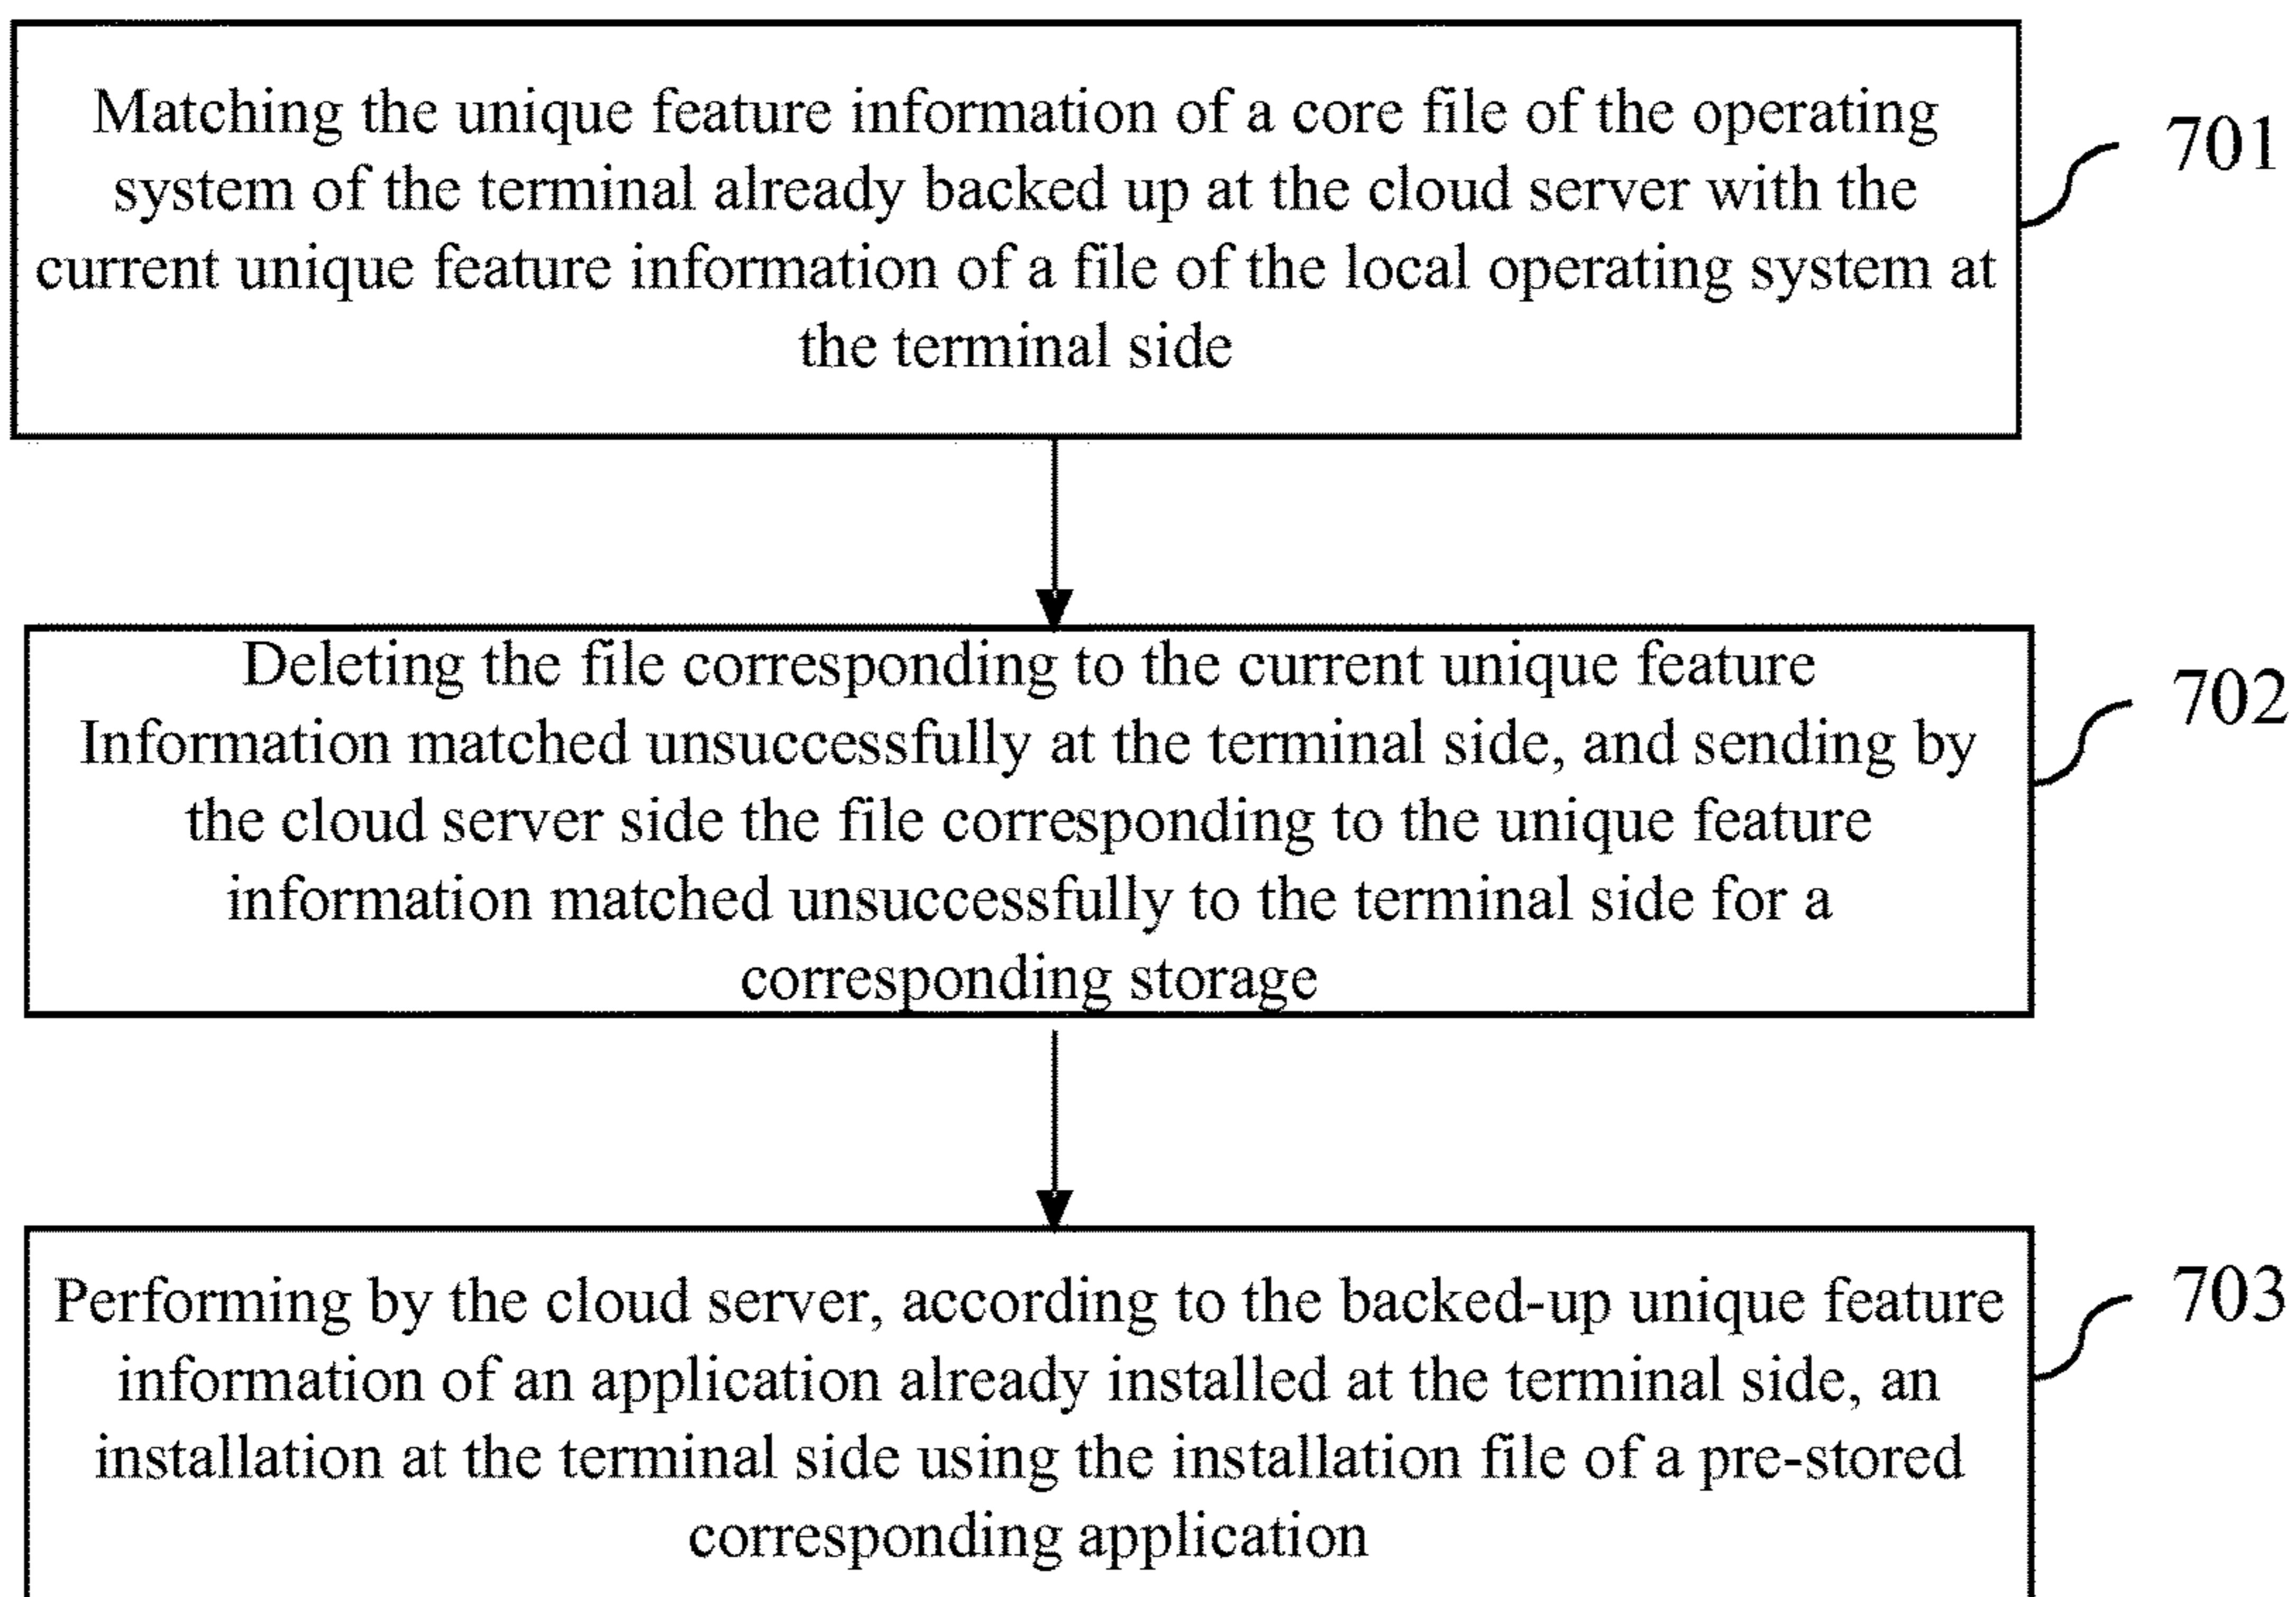 Matching the unique feature information of a core file of the operating
system of the terminal already backed up at the cloud server with the
current unique feature information of a file of the local operating system at
the terminal side
701
Deleting the file corresponding to the current unique feature
Information matched unsuccessfully at the terminal side, and sending by
the cloud server side the file corresponding to the unique feature
information matched unsuccessfully to the terminal side for a
corresponding storage
702
Performing by the cloud server, according to the backed-up unique feature
information of an application already installed at the terminal side, an
installation at the terminal side using the installation file of a pre-stored
corresponding application
703